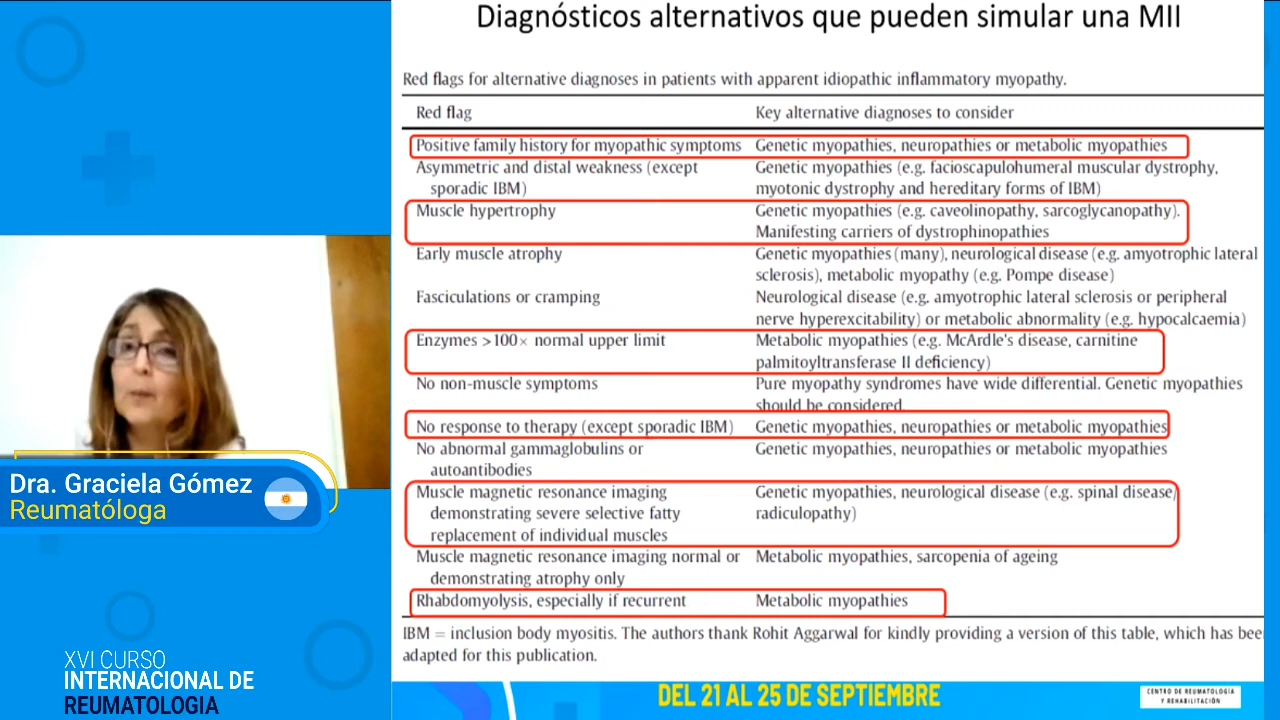 Diagnósticos alternativos que pueden simular una MII
Red flags for alternative diagnoses in patients with apparent idiopathic inflammatory myopathy.
Red flag Key alternative diagnoses to consider
Positive family history for myopathic symptoms Genetic myopathies, neuropathies or metabolic myopathies
Asymmetric and distal weakness (except Genetic myopathies (e.g. facioscapulohumeral muscular dystrophy,
sporadic IBM) myotonic dystrophy and hereditary forms of IBM)
Muscle hypertrophy Genetic myopathies (e.g. caveolinopathy, sarcoglycanopathy).
Manifesting carriers of dystrophinopathies
Early muscle atrophy Genetic myopathies (many), neurological disease (e.g. amyotrophic lateral
sclerosis), metabolic myopathy (e.g. Pompe disease)
Fasciculations or cramping Neurological disease (e.g. amyotrophic lateral sclerosis or peripheral
nerve hyperexcitability) or metabolic abnormality (e.g. hypocalcaemia)
Enzymes >100× normal upper limit Metabolic myopathies (e.g. McArdle's disease, carnitine
palmitoyltransferase II deficiency)
No non-muscle symptoms Pure myopathy syndromes have wide differential. Genetic myopathies
should be considered.
No response to therapy (except sporadic IBM) Genetic myopathies, neuropathies or metabolic myopathies
No abnormal gammaglobulins or Genetic myopathies, neuropathies or metabolic myopathies
autoantibodies
Muscle magnetic resonance imaging Genetic myopathies, neurological disease (e.g. spinal disease,
demonstrating severe selective fatty radiculopathy)
replacement of individual muscles
Muscle magnetic resonance imaging normal or Metabolic myopathies, sarcopenia of ageing
demonstrating atrophy only
Rhabdomyolysis, especially if recurrent Metabolic myopathies
IBM = inclusion body myositis. The authors thank Rohit Aggarwal for kindly providing a version of this table, which has bee
adapted for this publication.
Dra. Graciela Gómez
Reumatóloga
XVI CURSO
INTERNACIONAL DE
REUMATOLOGIA
DEL 21 AL 25 DE SEPTIEMBRE
CENTRO DE REUMATOLOGÍA
Y REHABILITACIÓN